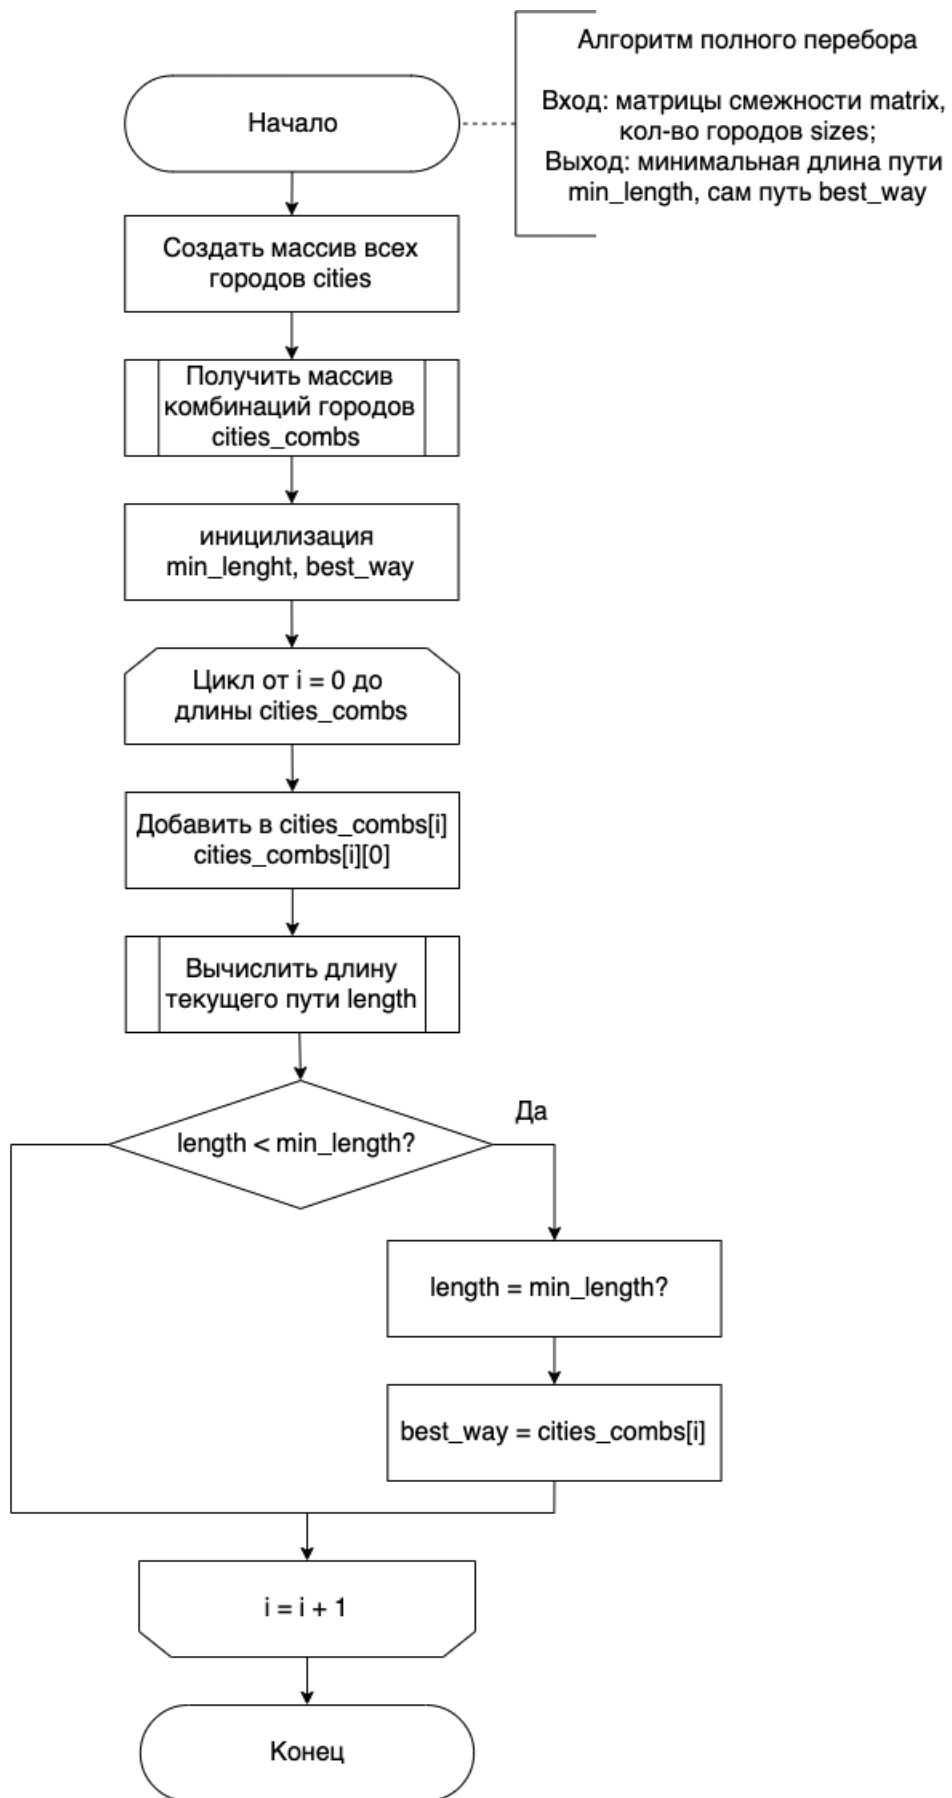 Алгоритм полного перебора
Вход: матрицы смежности matrix,
кол-во городов sizes;
Выход: минимальная длина пути
min_length, сам путь best_way
Начало
Создать массив всех
городов cities
Получить массив
комбинаций городов
cities_combs
иницилизация
min_lenght, best_way
Цикл от i = 0 до
длины cities_combs
Добавить в cities_combs[i]
cities_combs[i][0]
Вычислить длину
текущего пути length
length < min_length?
Да
length = min_length?
best_way = cities_combs[i]
i = i + 1
Конец